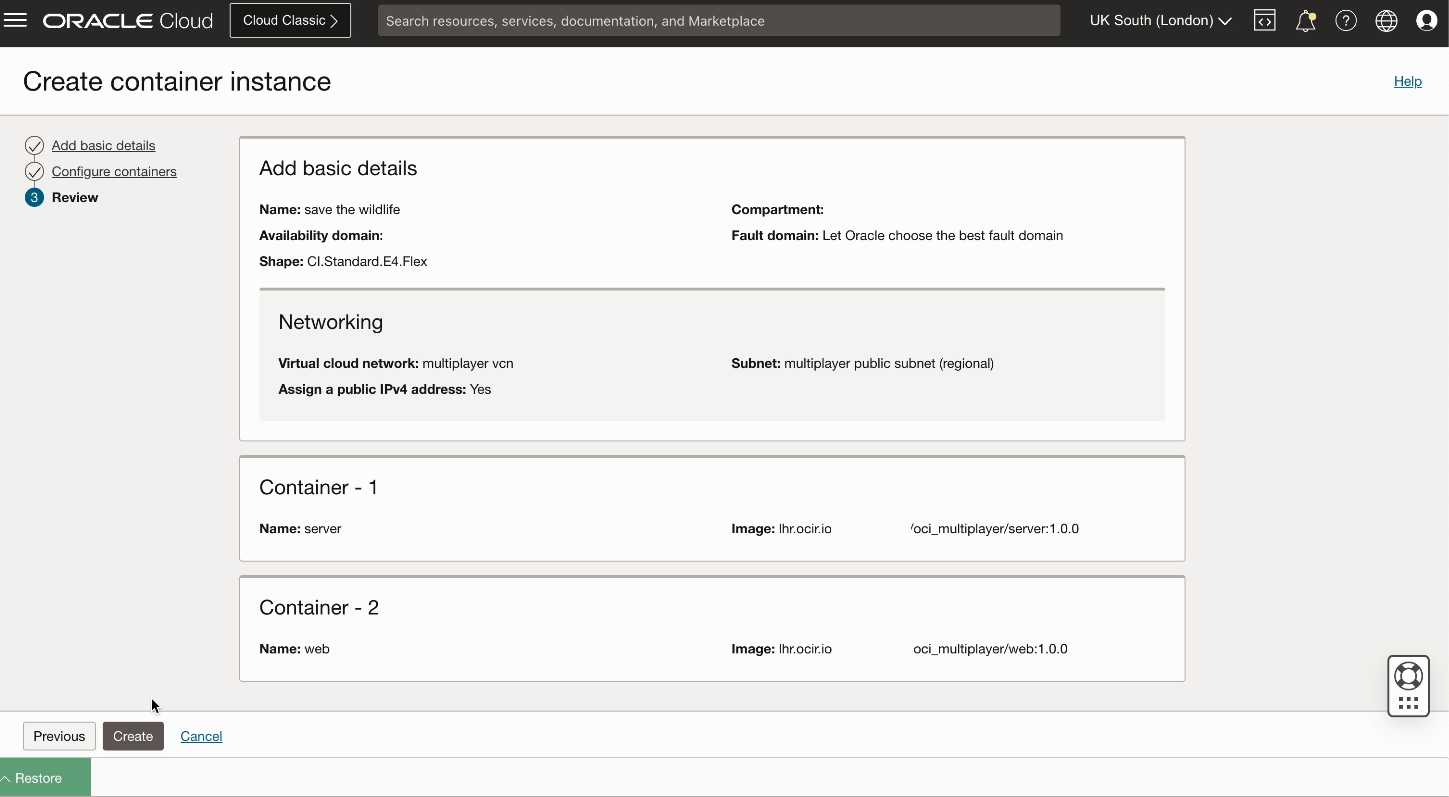 ORACLE Cloud
Cloud Classic
Search resources, services, documentation, and Marketplace
UK South (London)
Create container instance
Help
Add basic details
Configure containers
3 Review
Add basic details
Name: save the wildlife
Compartment:
Availability domain:
Fault domain: Let Oracle choose the best fault domain
Shape: CI.Standard.E4.Flex
Networking
Virtual cloud network: multiplayer vcn
Subnet: multiplayer public subnet (regional)
Assign a public IPv4 address: Yes
Container - 1
Name: server
Image: lhr.ocir.io /oci_multiplayer/server:1.0.0
Container - 2
Name: web
Image: lhr.ocir.io oci_multiplayer/web:1.0.0
Previous
Create
Cancel
Restore